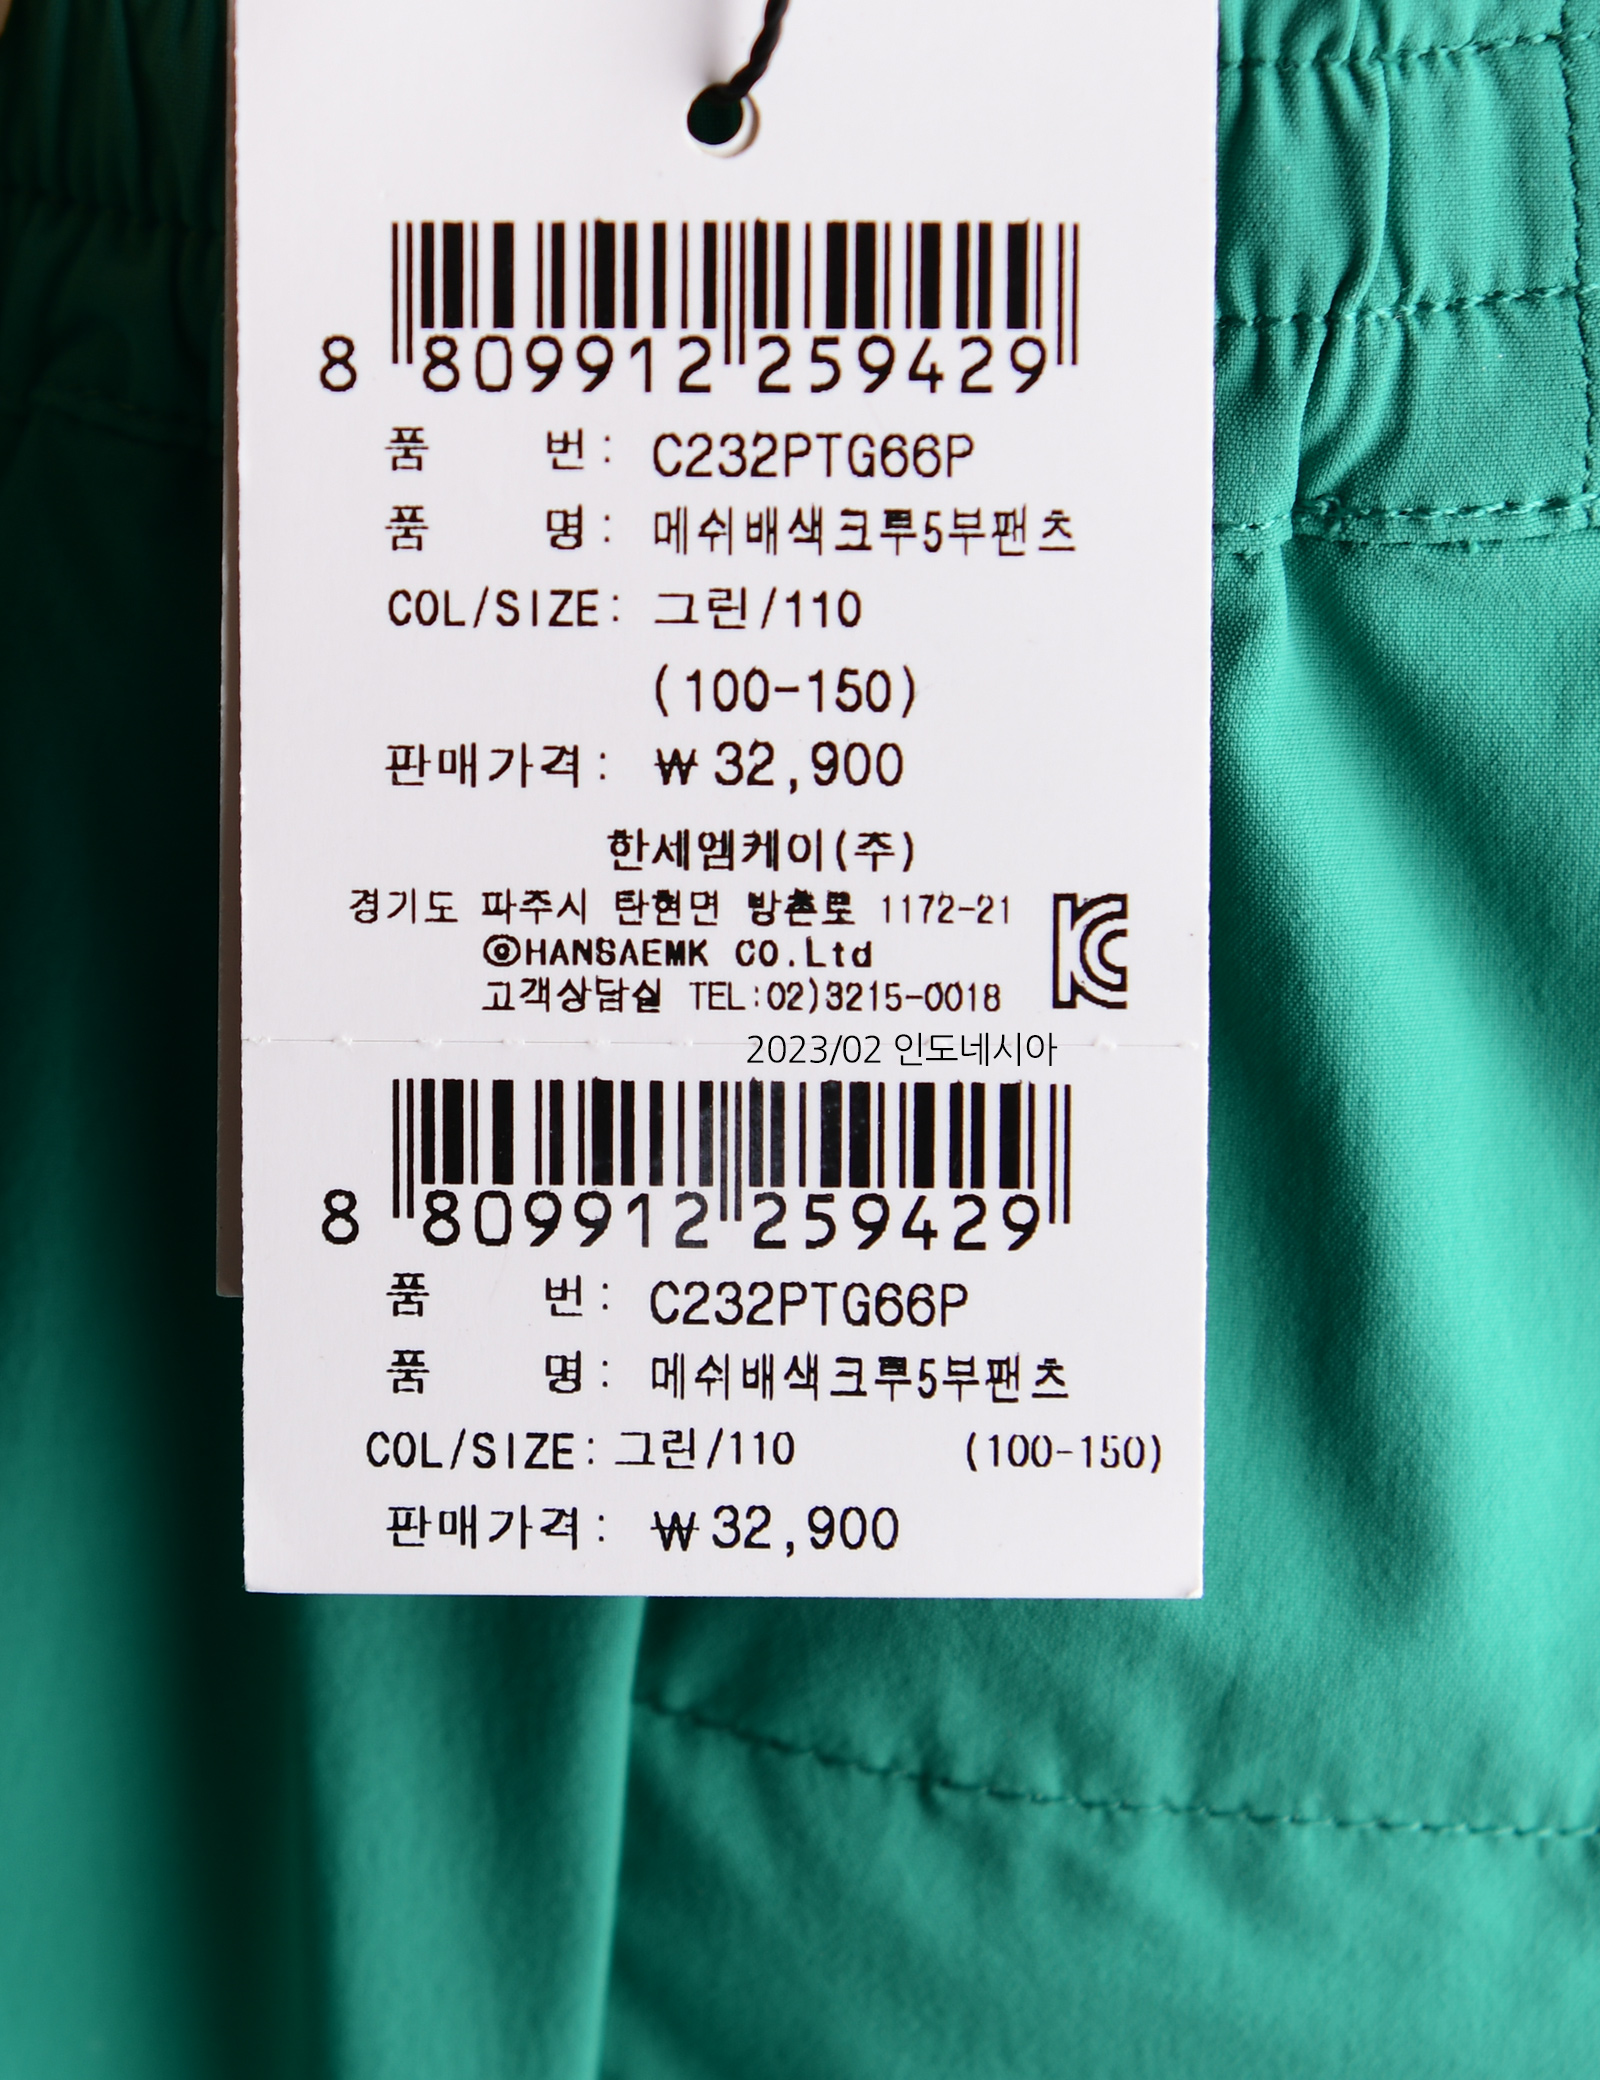 8 809912 259429
품 번: C232PTG66P
품 명: 메쉬배색크루5부팬츠
COL/SIZE: 그린/110
(100-150)
판매가격: ₩32,900
한세엠케이(주)
경기도 파주시 탄현면 방촌로 1172-21
©HANSAEMK CO.Ltd
고객상담실 TEL:02)3215-0018
KC
2023/02 인도네시아
8 809912 259429
품 번: C232PTG66P
품 명: 메쉬배색크루5부팬츠
COL/SIZE: 그린/110 (100-150)
판매가격: ₩32,900